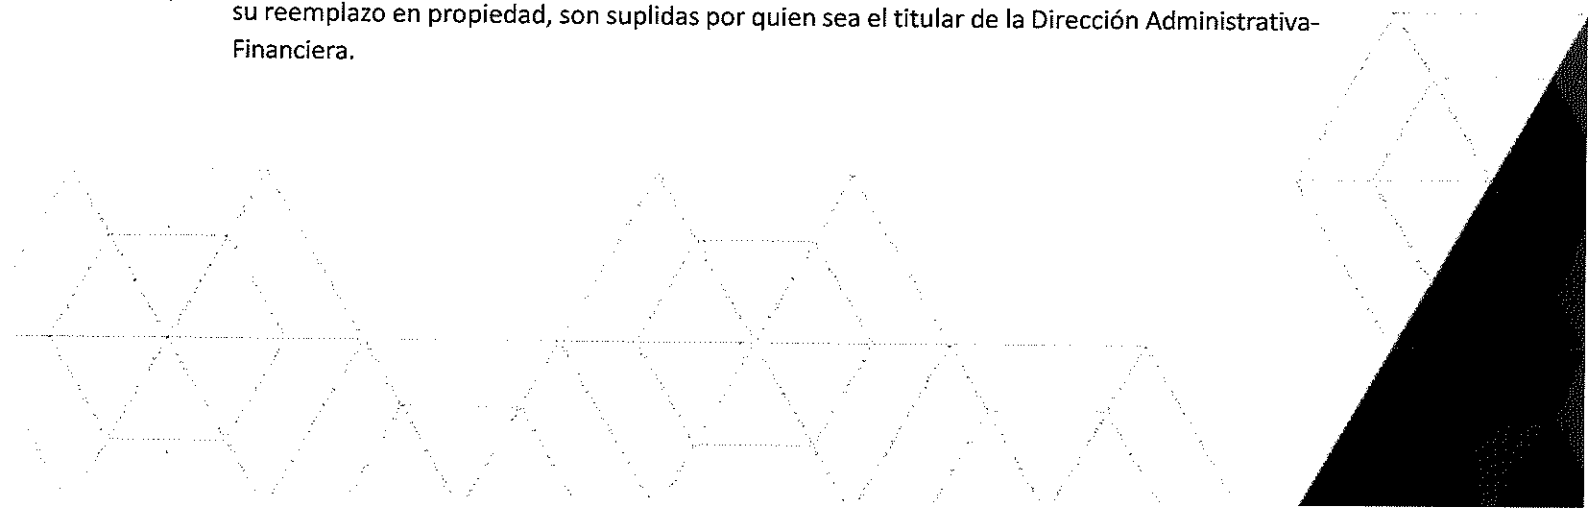 su reemplazo en propiedad, son suplidas por quien sea el titular de la Dirección Administrativa-
Financiera.